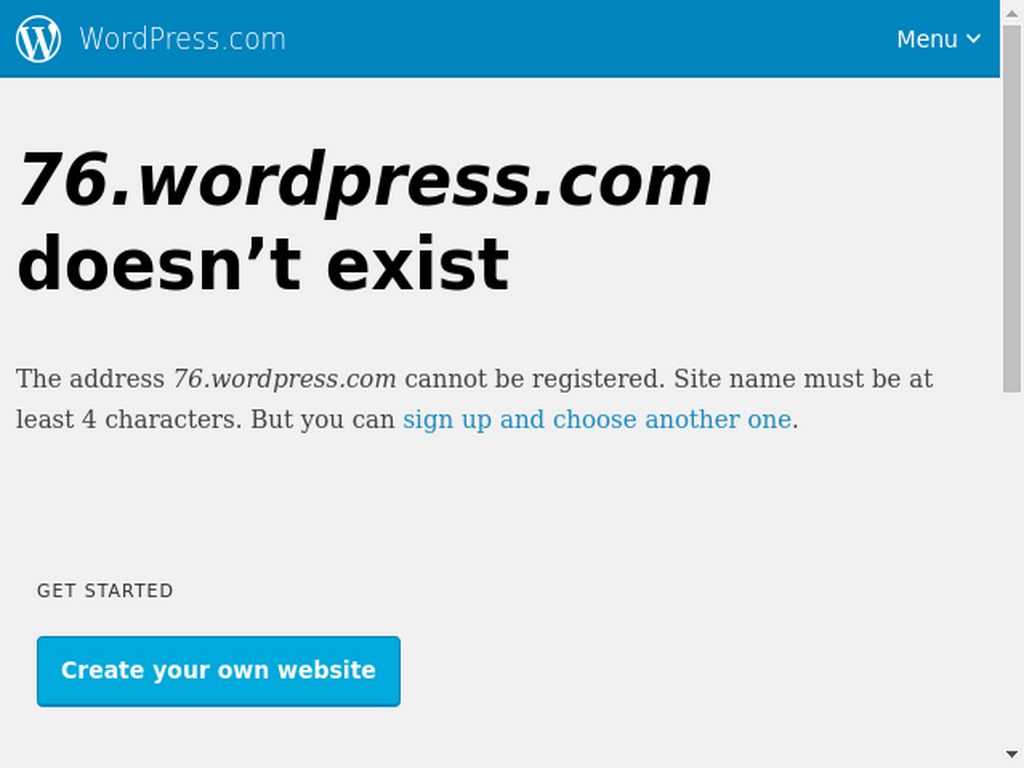 WordPress.com
Menu
76.wordpress.com
doesn’t exist
The address 76.wordpress.com cannot be registered. Site name must be at
least 4 characters. But you can sign up and choose another one.
GET STARTED
Create your own website